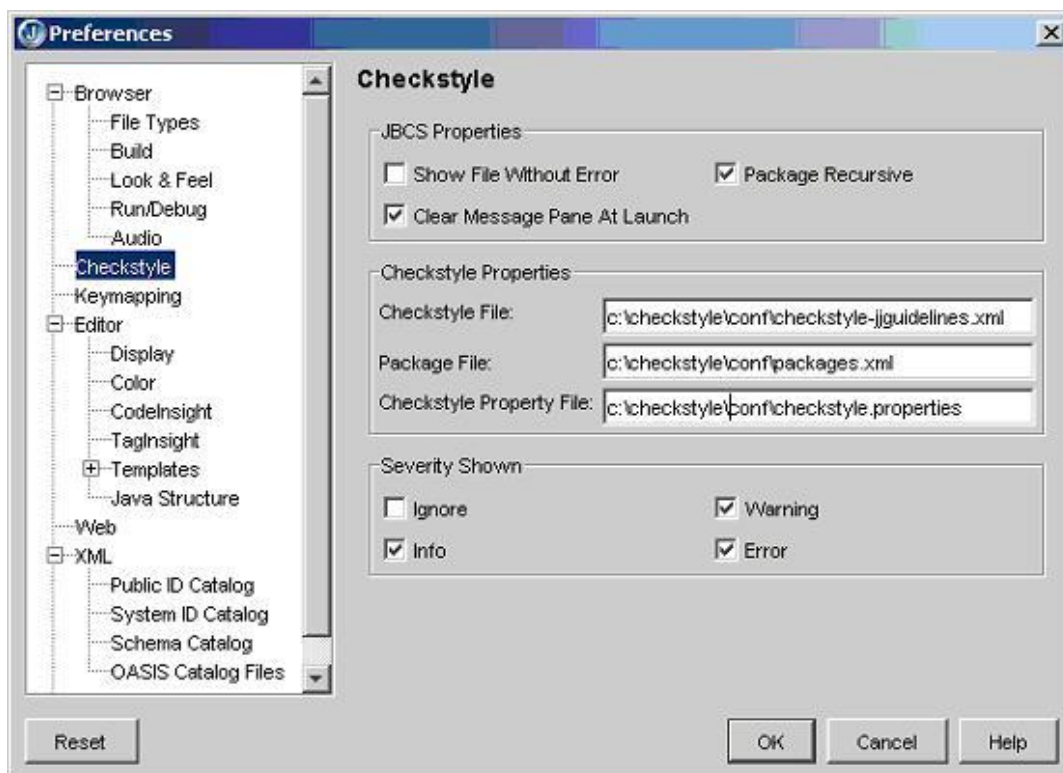 Preferences
Browser
File Types
Build
Look & Feel
Run/Debug
Audio
Checkstyle
Keymapping
Editor
Display
Color
CodeInsight
TagInsight
Templates
Java Structure
Web
XML
Public ID Catalog
System ID Catalog
Schema Catalog
OASIS Catalog Files
Checkstyle
JBCS Properties
Show File Without Error
Package Recursive
Clear Message Pane At Launch
Checkstyle Properties
Checkstyle File: c:\checkstyle\conf\checkstyle-jjguidelines.xml
Package File: c:\checkstyle\conf\packages.xml
Checkstyle Property File: c:\checkstyle\conf\checkstyle.properties
Severity Shown
Ignore
Warning
Info
Error
Reset
OK
Cancel
Help